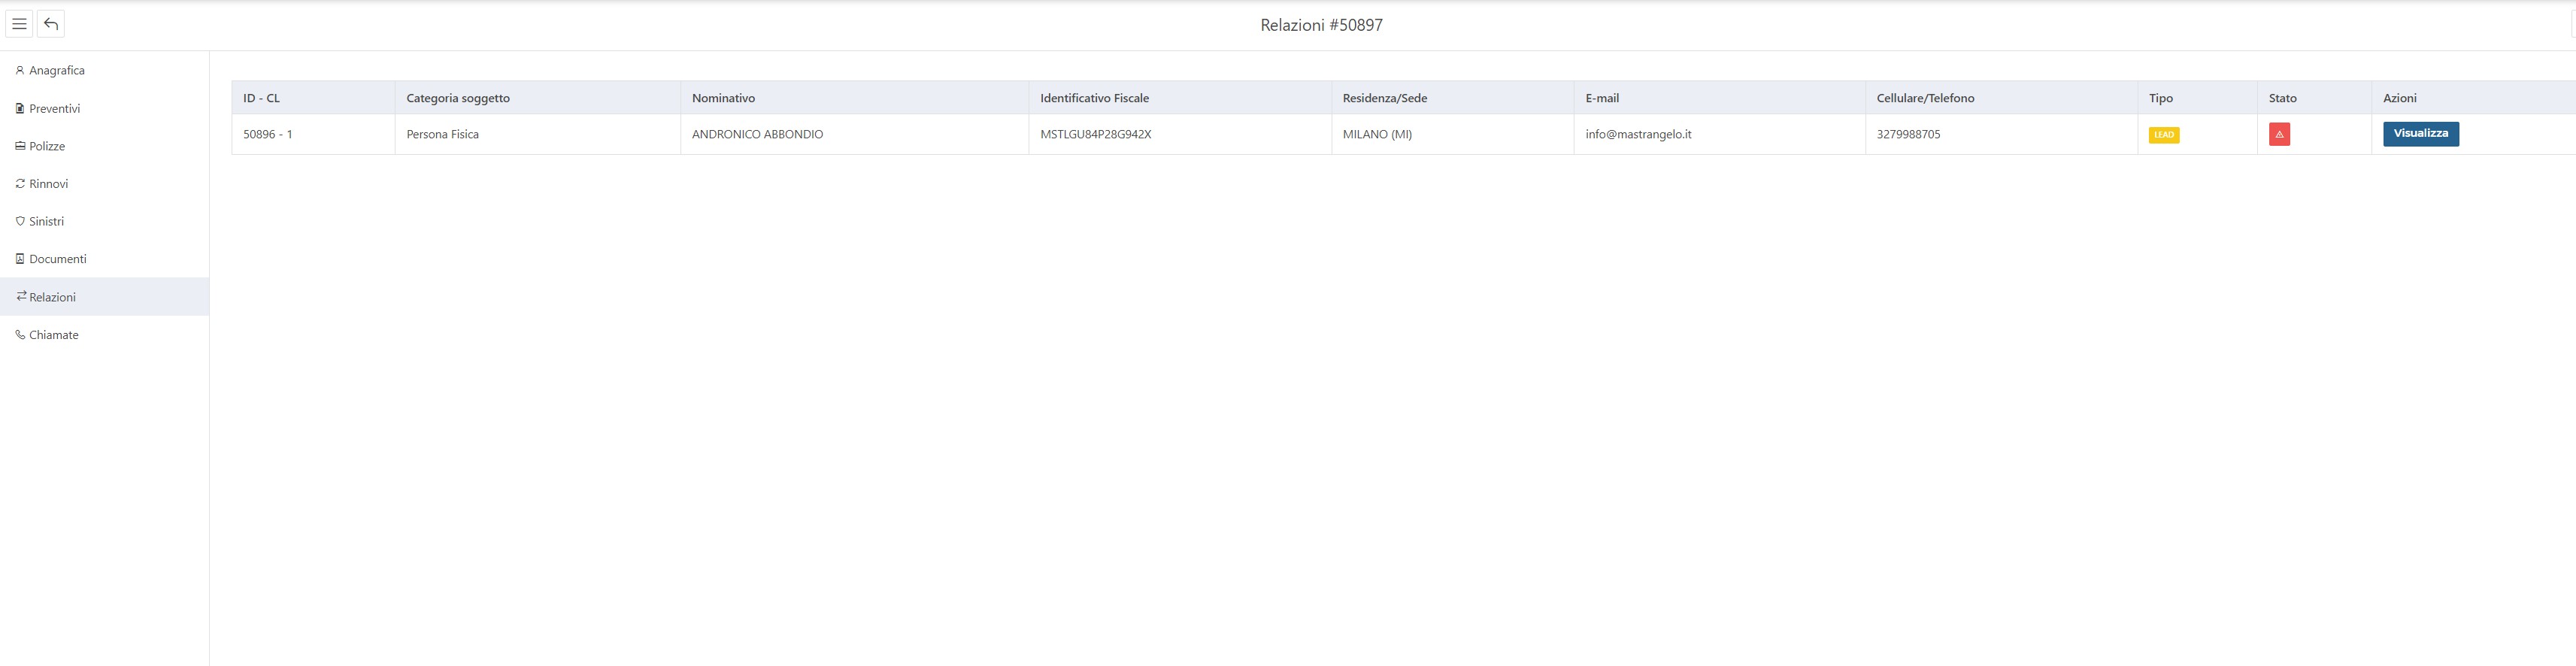 Relazioni #50897
Anagrafica
Preventivi
Polizze
Rinnovi
Sinistri
Documenti
Relazioni
Chiamate
ID - CL Categoria soggetto Nominativo Identificativo Fiscale Residenza/Sede E-mail Cellulare/Telefono Tipo Stato Azioni
50896 - 1 Persona Fisica ANDRONICO ABBONDIO MSTLGU84P28G942X MILANO (MI) info@mastrangelo.it 3279988705 LEAD Visualizza